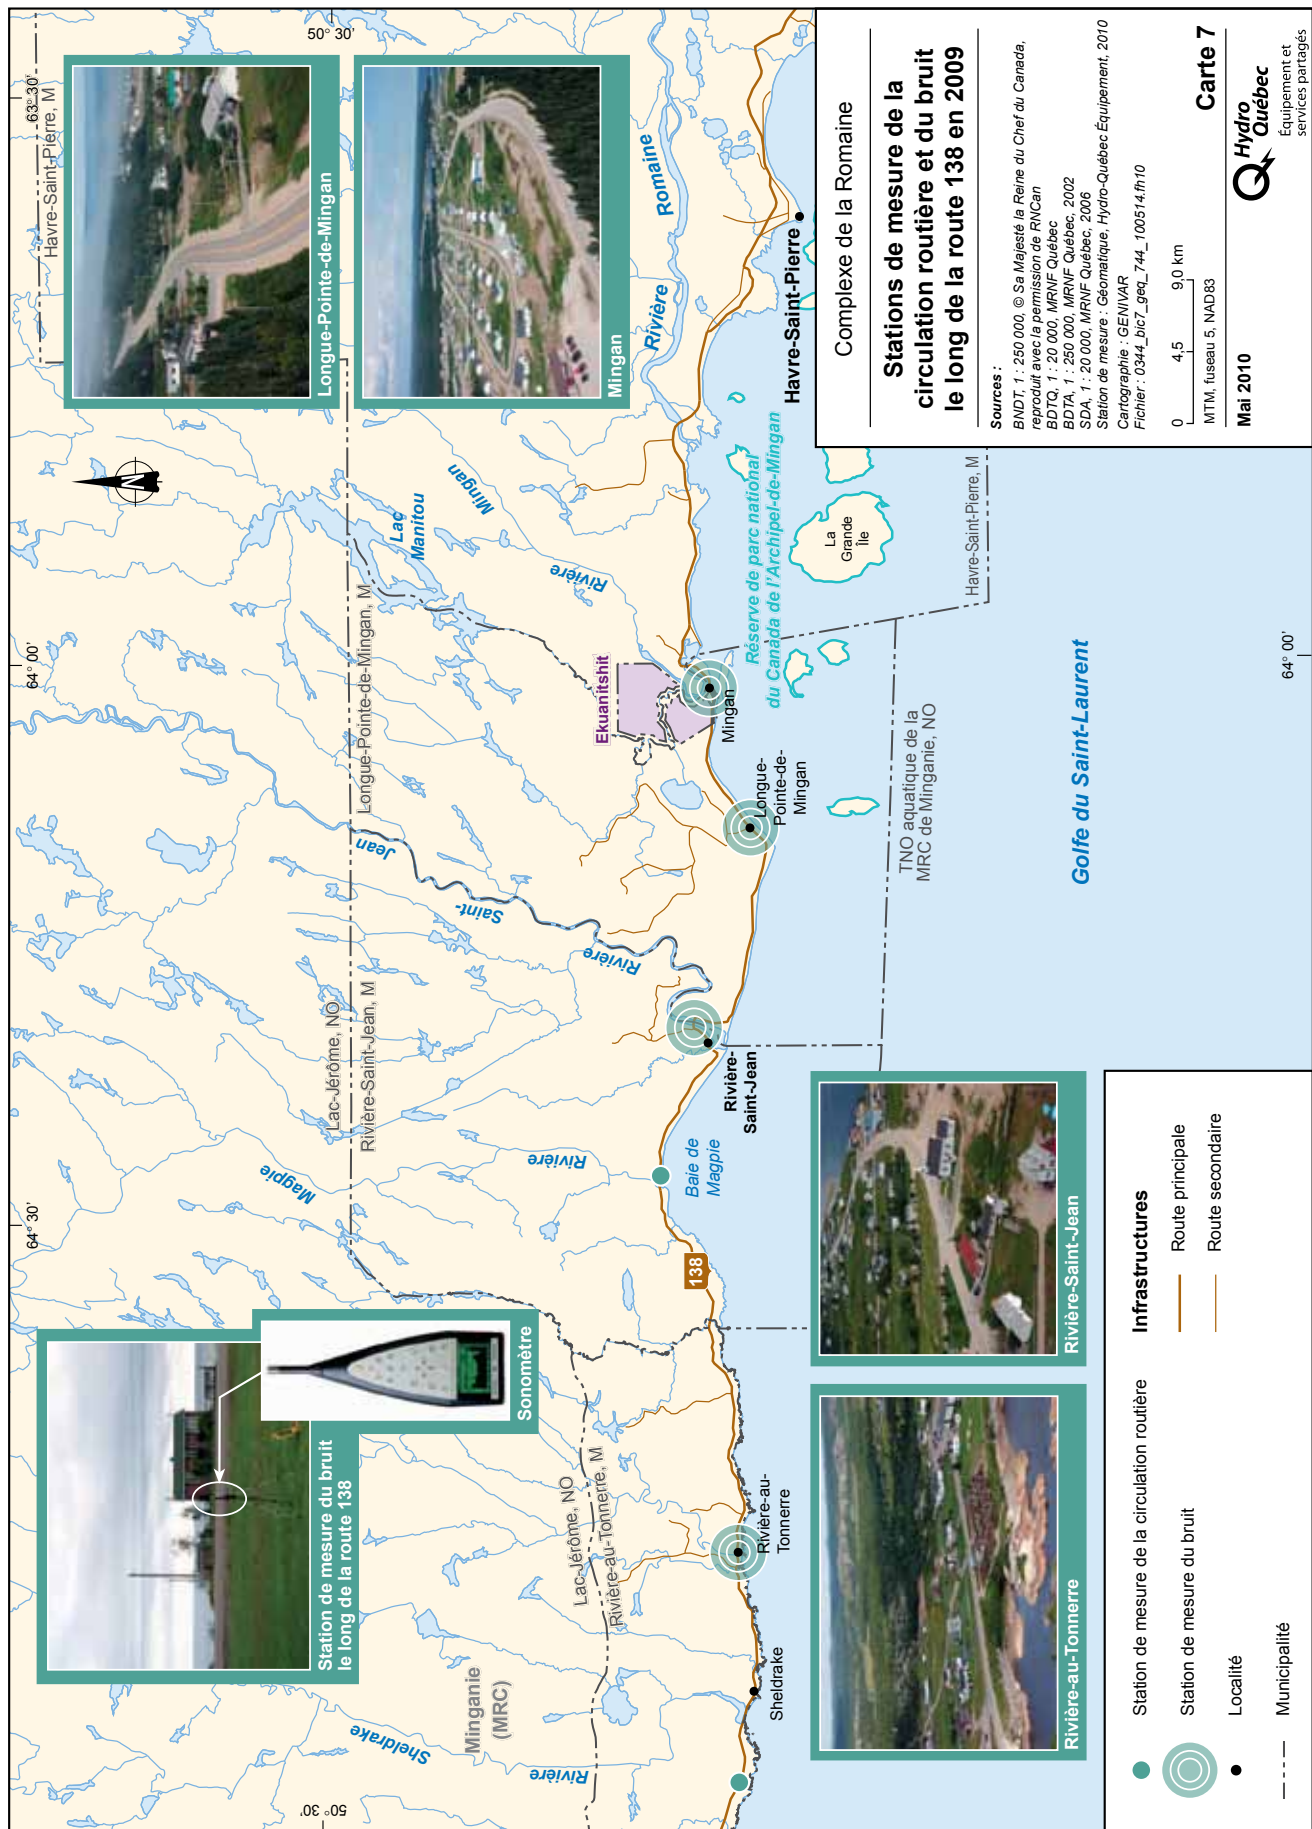 Complexe de la Romaine
Stations de mesure de la
circulation routière et du bruit
le long de la route 138 en 2009
Sources :
BNDT, 1 : 250 000, © Sa Majesté la Reine du Chef du Canada,
reproduit avec la permission de RNCan
BDTQ, 1 : 20 000, MRNF Québec
BDTA, 1 : 250 000, MRNF Québec, 2002
SDA, 1 : 20 000, MRNF Québec, 2006
Station de mesure : Géomatique, Hydro-Québec Équipement, 2010
Cartographie : GENIVAR
Fichier : 0344_bic7_geq_744_100514.fh10
0 4,5 9,0 km
MTM, fuseau 5, NAD83
Mai 2010
Carte 7
Hydro
Québec
Équipement et
services partagés
Station de mesure du bruit
le long de la route 138
Sonomètre
Longue-Pointe-de-Mingan
Mingan
Rivière-au-Tonnerre
Rivière-Saint-Jean
64° 30'
64° 00'
63° 30'
50° 30'
50° 30'
64° 00'
N
Havre-Saint-Pierre, M
Lac-Jérôme, NO
Rivière-Saint-Jean, M
Longue-Pointe-de-Mingan, M
Lac-Jérôme, NO
Rivière-au-Tonnerre, M
Minganie
(MRC)
Rivière
Sheldrake
Rivière
Magpie
Rivière
Saint-
Jean
Rivière
Mingan
Rivière
Romaine
Lac
Manitou
Ekuanitshit
Sheldrake
Rivière-au-
Tonnerre
138
Baie de
Magpie
Rivière-
Saint-Jean
Longue-
Pointe-de-
Mingan
Mingan
Havre-Saint-Pierre
Réserve de parc national
du Canada de l'Archipel-de-Mingan
La
Grande
Île
Havre-Saint-Pierre, M
TNO aquatique de la
MRC de Minganie, NO
Golfe du Saint-Laurent
Station de mesure de la circulation routière
Station de mesure du bruit
Localité
Municipalité
Infrastructures
Route principale
Route secondaire